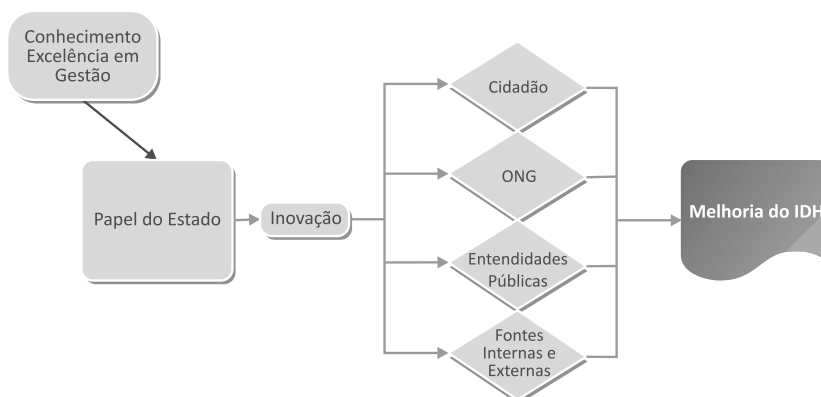 Conhecimento
Excelência em
Gestão
Papel do Estado
Inovação
Cidadão
ONG
Entendidades
Públicas
Fontes
Internas e
Externas
Melhoria do IDH